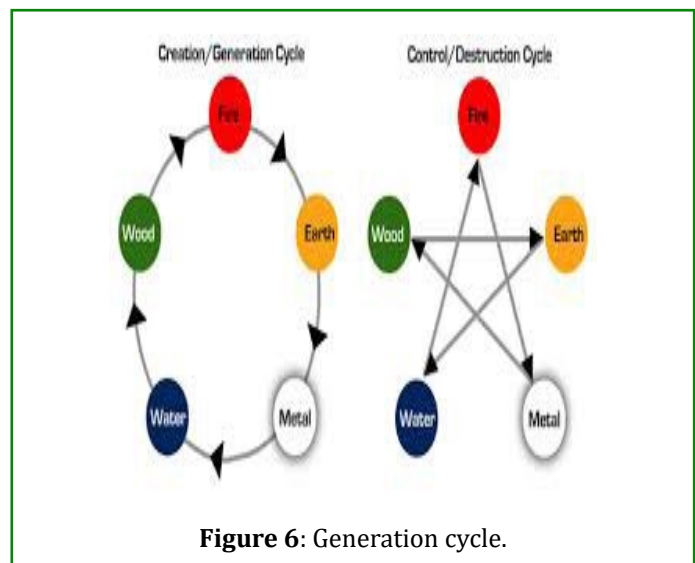 Creation/Generation Cycle
Fire
Wood
Earth
Water
Metal
Control/Destruction Cycle
Fire
Wood
Earth
Water
Metal
Figure 6: Generation cycle.